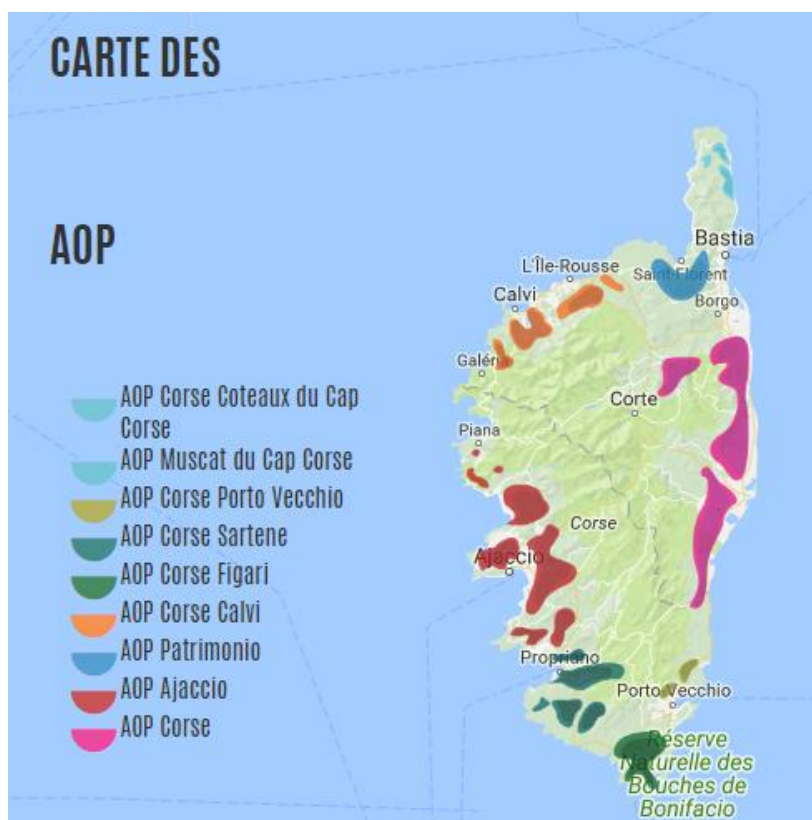 CARTE DES
AOP
AOP Corse Coteaux du Cap
Corse
AOP Muscat du Cap Corse
AOP Corse Porto Vecchio
AOP Corse Sartene
AOP Corse Figari
AOP Corse Calvi
AOP Patrimonio
AOP Ajaccio
AOP Corse
Bastia
L'Île-Rousse
Saint-Florent
Calvi
Borgo
Galéria
Corte
Piana
Corse
Ajaccio
Propriano
Porto Vecchio
Réserve
Naturelle des
Bouches de
Bonifacio